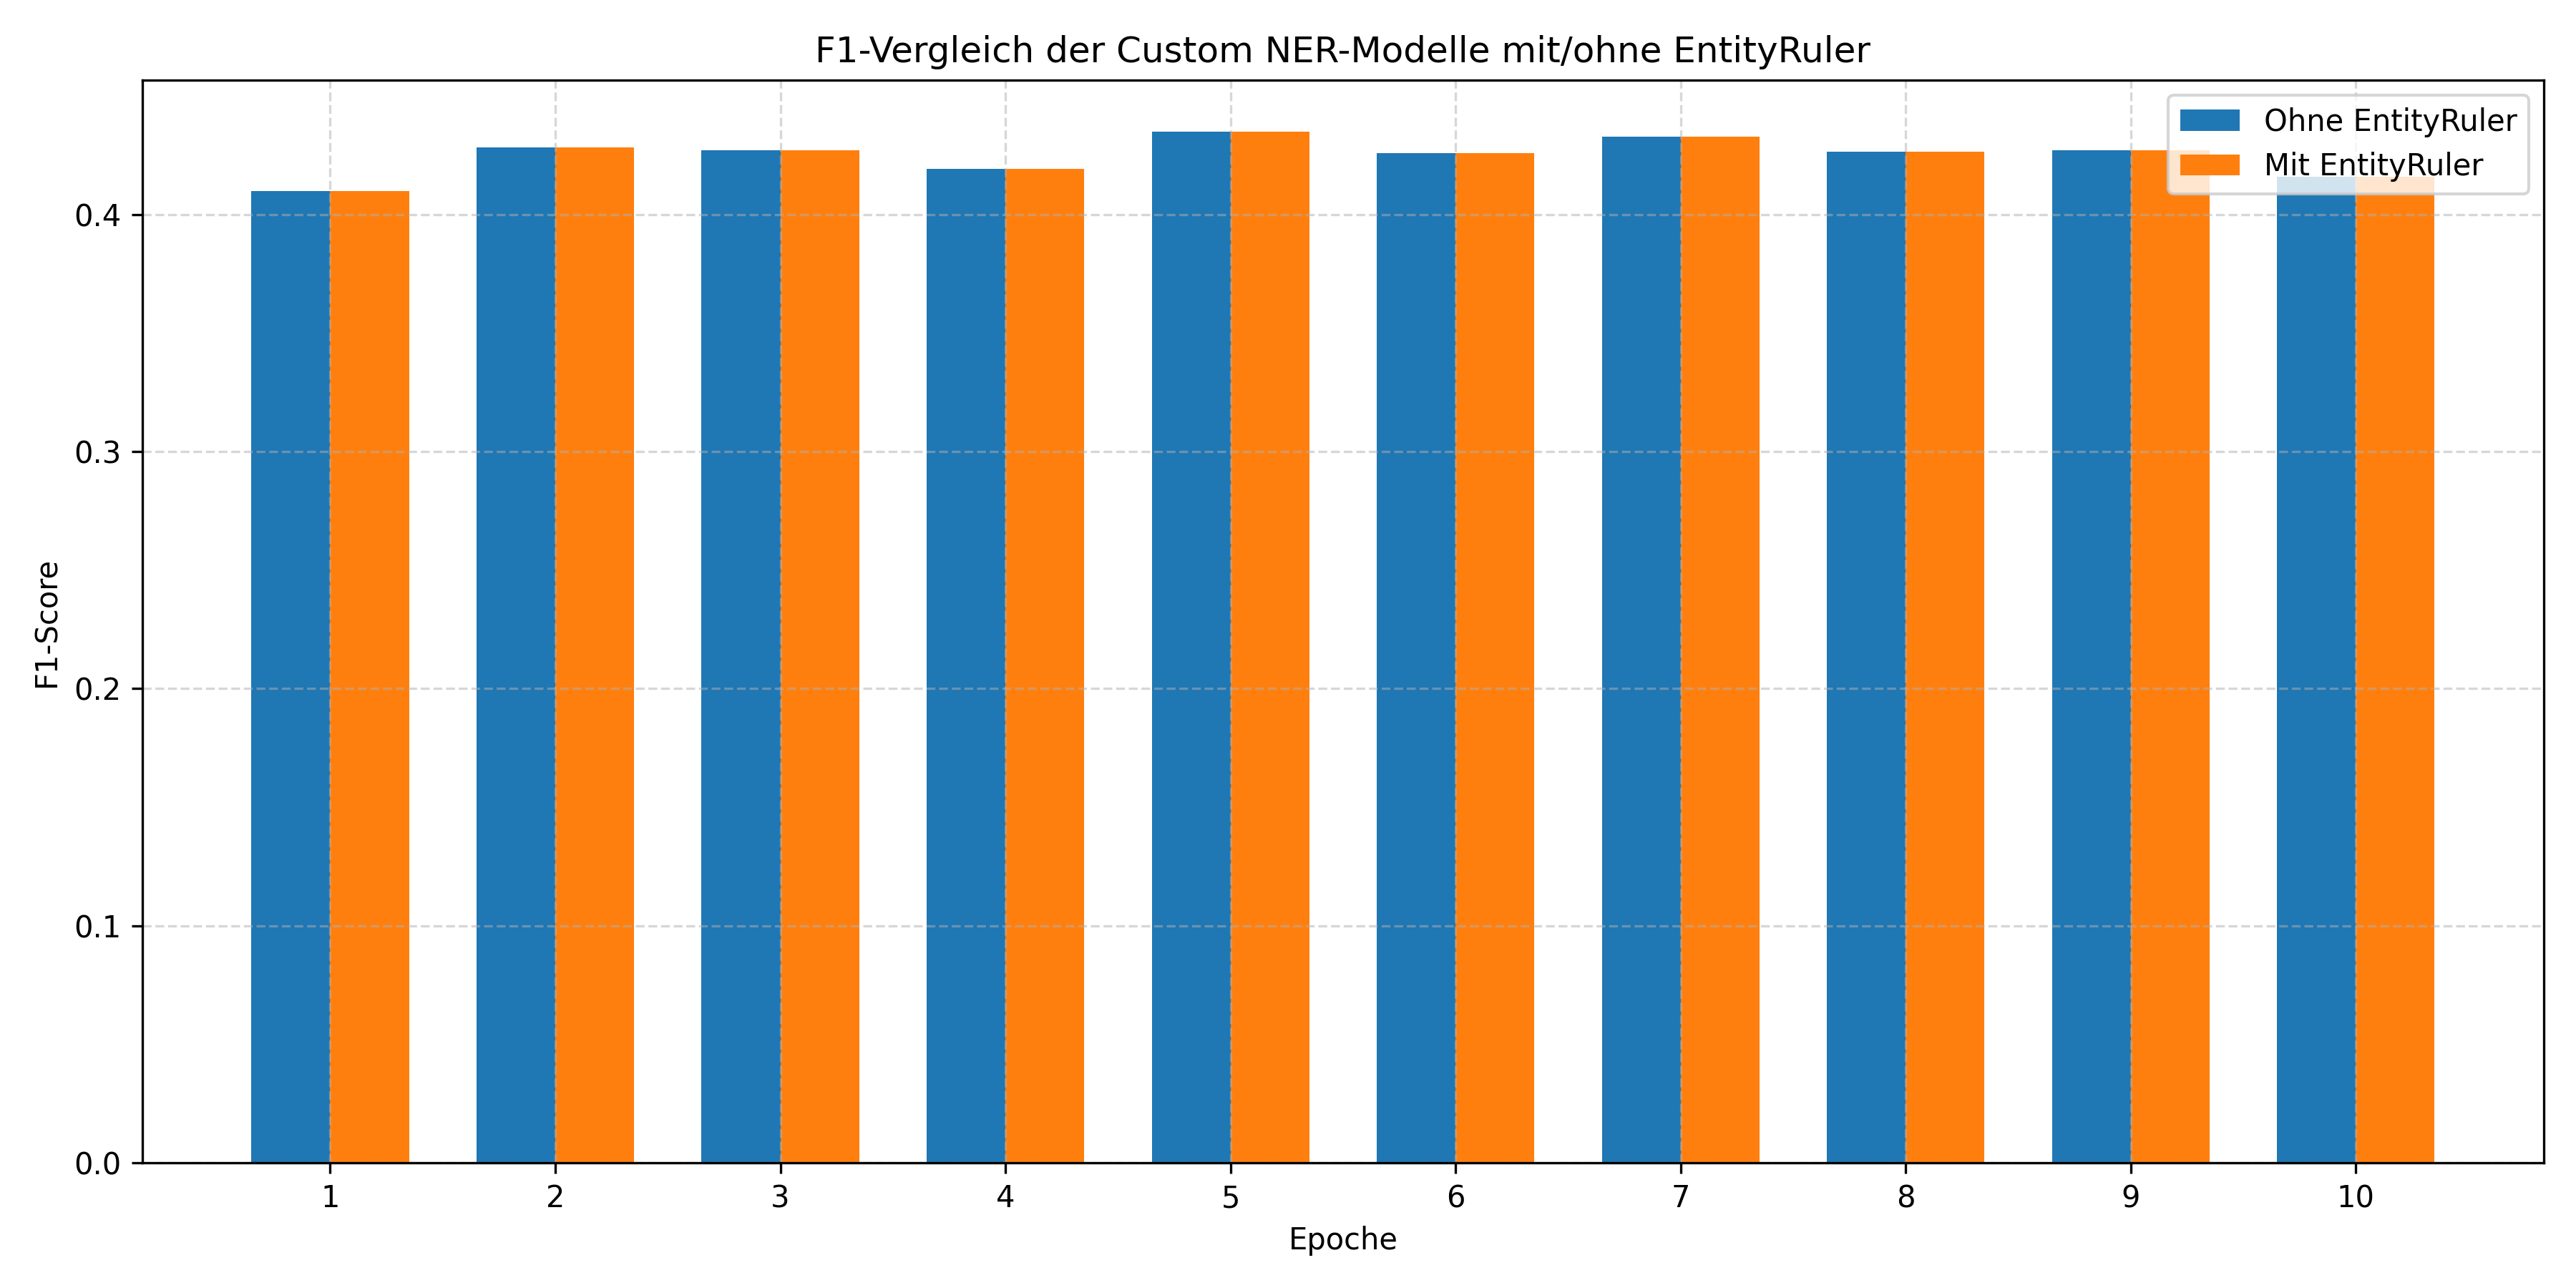 F1-Vergleich der Custom NER-Modelle mit/ohne EntityRuler
Ohne EntityRuler
Mit EntityRuler
F1-Score
0.4
0.3
0.2
0.1
0.0
1 2 3 4 5 6 7 8 9 10
Epoche